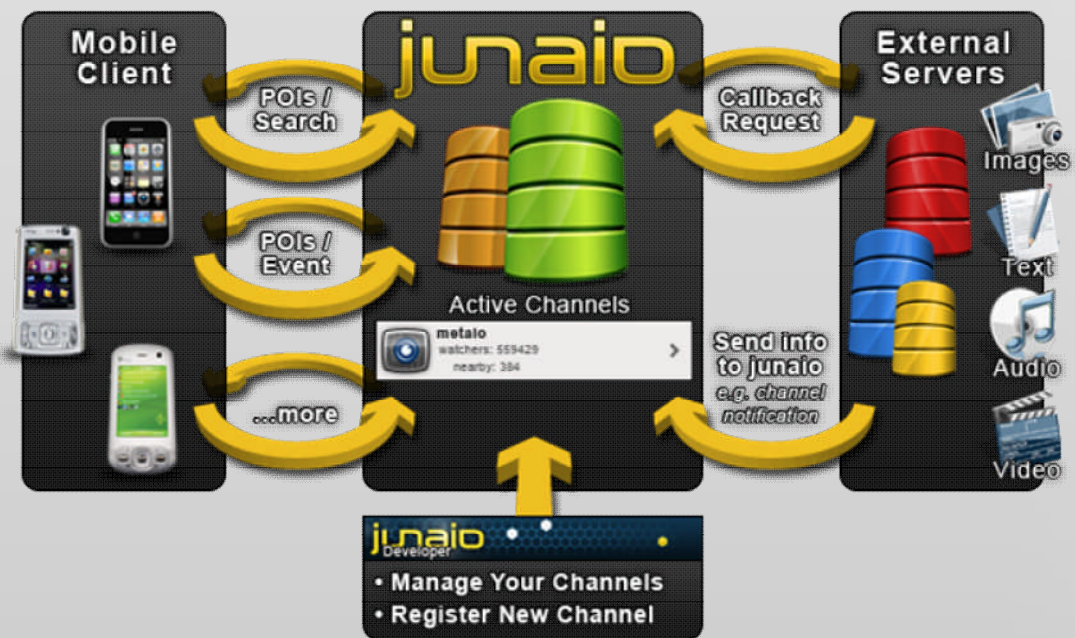 Mobile
Client
POIs /
Search
POIs /
Event
...more
junaio
Active Channels
metaio
watchers: 559429
nearby: 384
Callback
Request
Send info
to junaio
e.g. channel
notification
External
Servers
Images
Text
Audio
Video
junaio
Developer
• Manage Your Channels
• Register New Channel